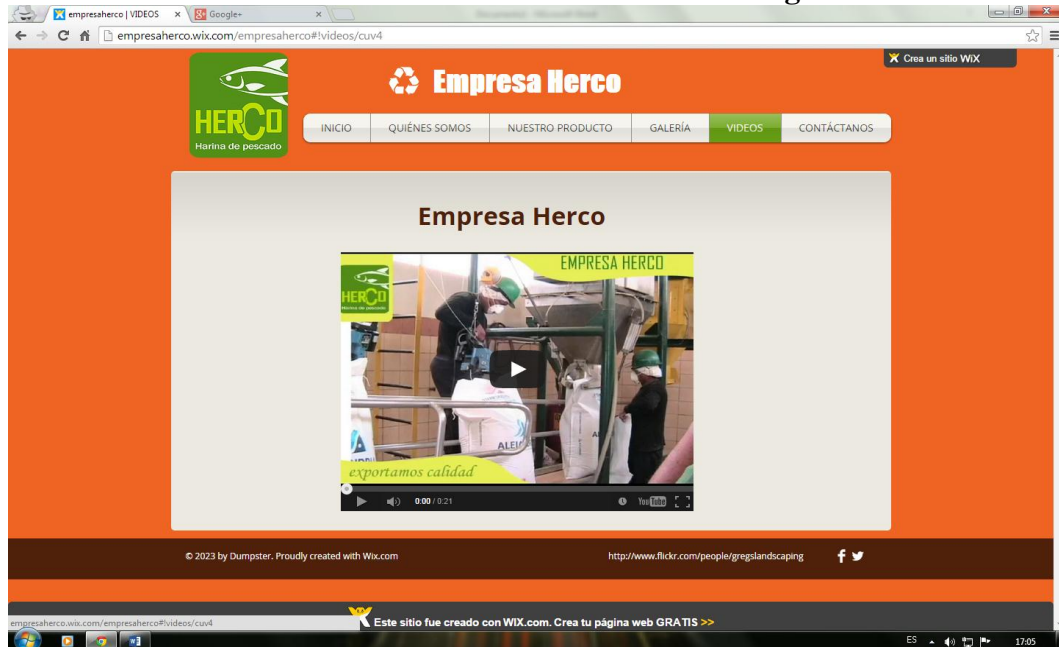 empresaherco | VIDEOS
Google+
empresaherco.wix.com/empresaherco#!videos/cuv4
Crea un sitio WiX
HERCO
Harina de pescado
Empresa Herco
INICIO
QUIÉNES SOMOS
NUESTRO PRODUCTO
GALERÍA
VIDEOS
CONTÁCTANOS
Empresa Herco
EMPRESA HERCO
HERCO
exportamos calidad
0:00 / 0:21
YouTube
© 2023 by Dumpster. Proudly created with Wix.com
http://www.flickr.com/people/gregslandscaping
Este sitio fue creado con WIX.com. Crea tu página web GRATIS >>
empresaherco.wix.com/empresaherco#!videos/cuv4
ES
17:05